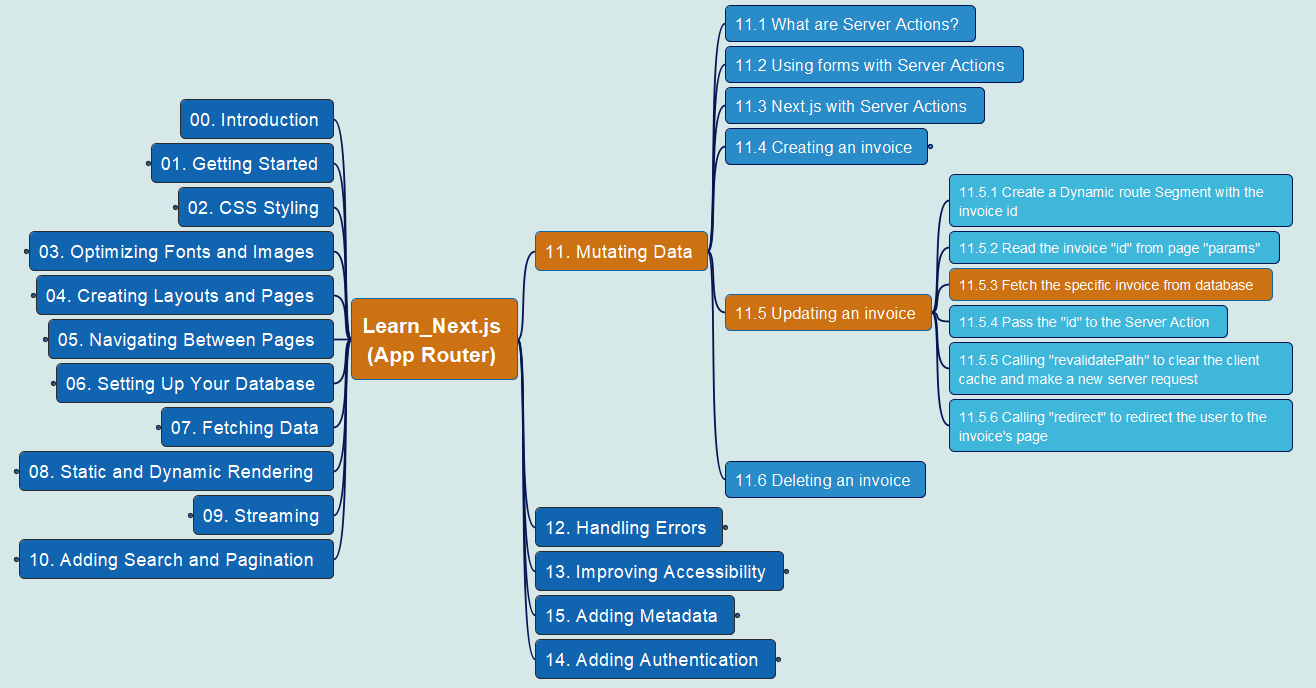 Learn_Next.js
(App Router)
00. Introduction
01. Getting Started
02. CSS Styling
03. Optimizing Fonts and Images
04. Creating Layouts and Pages
05. Navigating Between Pages
06. Setting Up Your Database
07. Fetching Data
08. Static and Dynamic Rendering
09. Streaming
10. Adding Search and Pagination
11. Mutating Data
11.1 What are Server Actions?
11.2 Using forms with Server Actions
11.3 Next.js with Server Actions
11.4 Creating an invoice
11.5 Updating an invoice
11.5.1 Create a Dynamic route Segment with the
invoice id
11.5.2 Read the invoice "id" from page "params"
11.5.3 Fetch the specific invoice from database
11.5.4 Pass the "id" to the Server Action
11.5.5 Calling "revalidatePath" to clear the client
cache and make a new server request
11.5.6 Calling "redirect" to redirect the user to the
invoice's page
11.6 Deleting an invoice
12. Handling Errors
13. Improving Accessibility
15. Adding Metadata
14. Adding Authentication